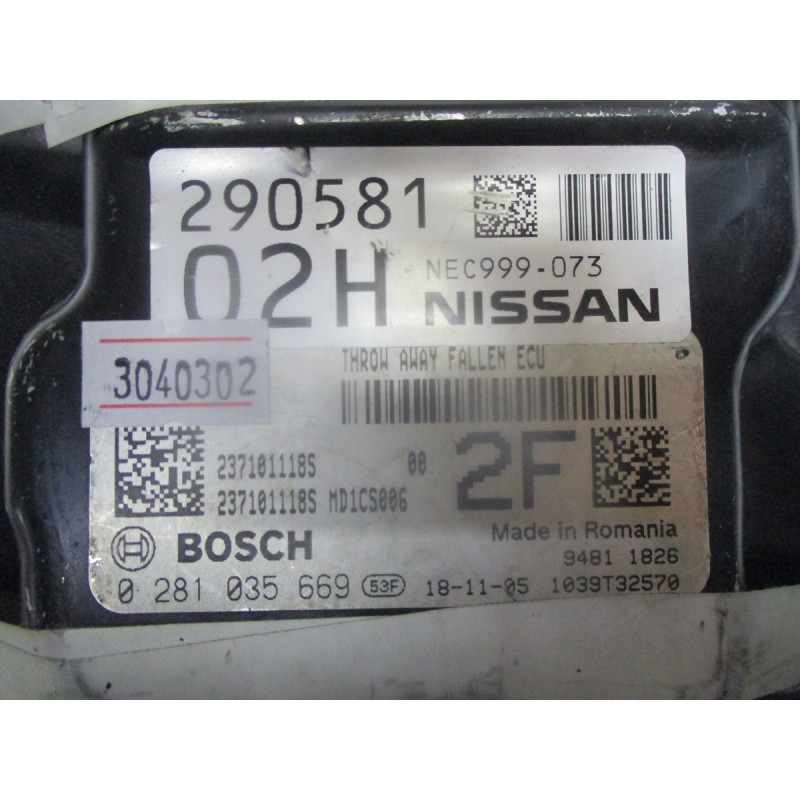 290581
02H
NEC999-073
NISSAN
THROW AWAY FALLEN ECU
3040302
237101118S 00
237101118S MD1CS006
2F
Made in Romania
BOSCH
9481 1826
0 281 035 669 53F 18-11-05 1039T32570